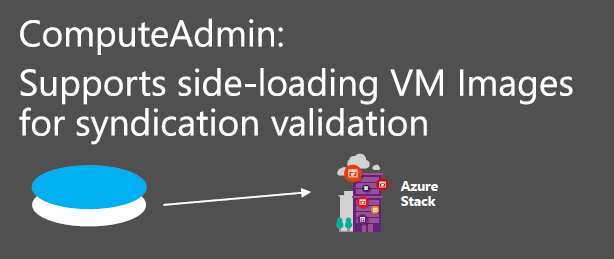 ComputeAdmin:
Supports side-loading VM Images
for syndication validation
Azure
Stack